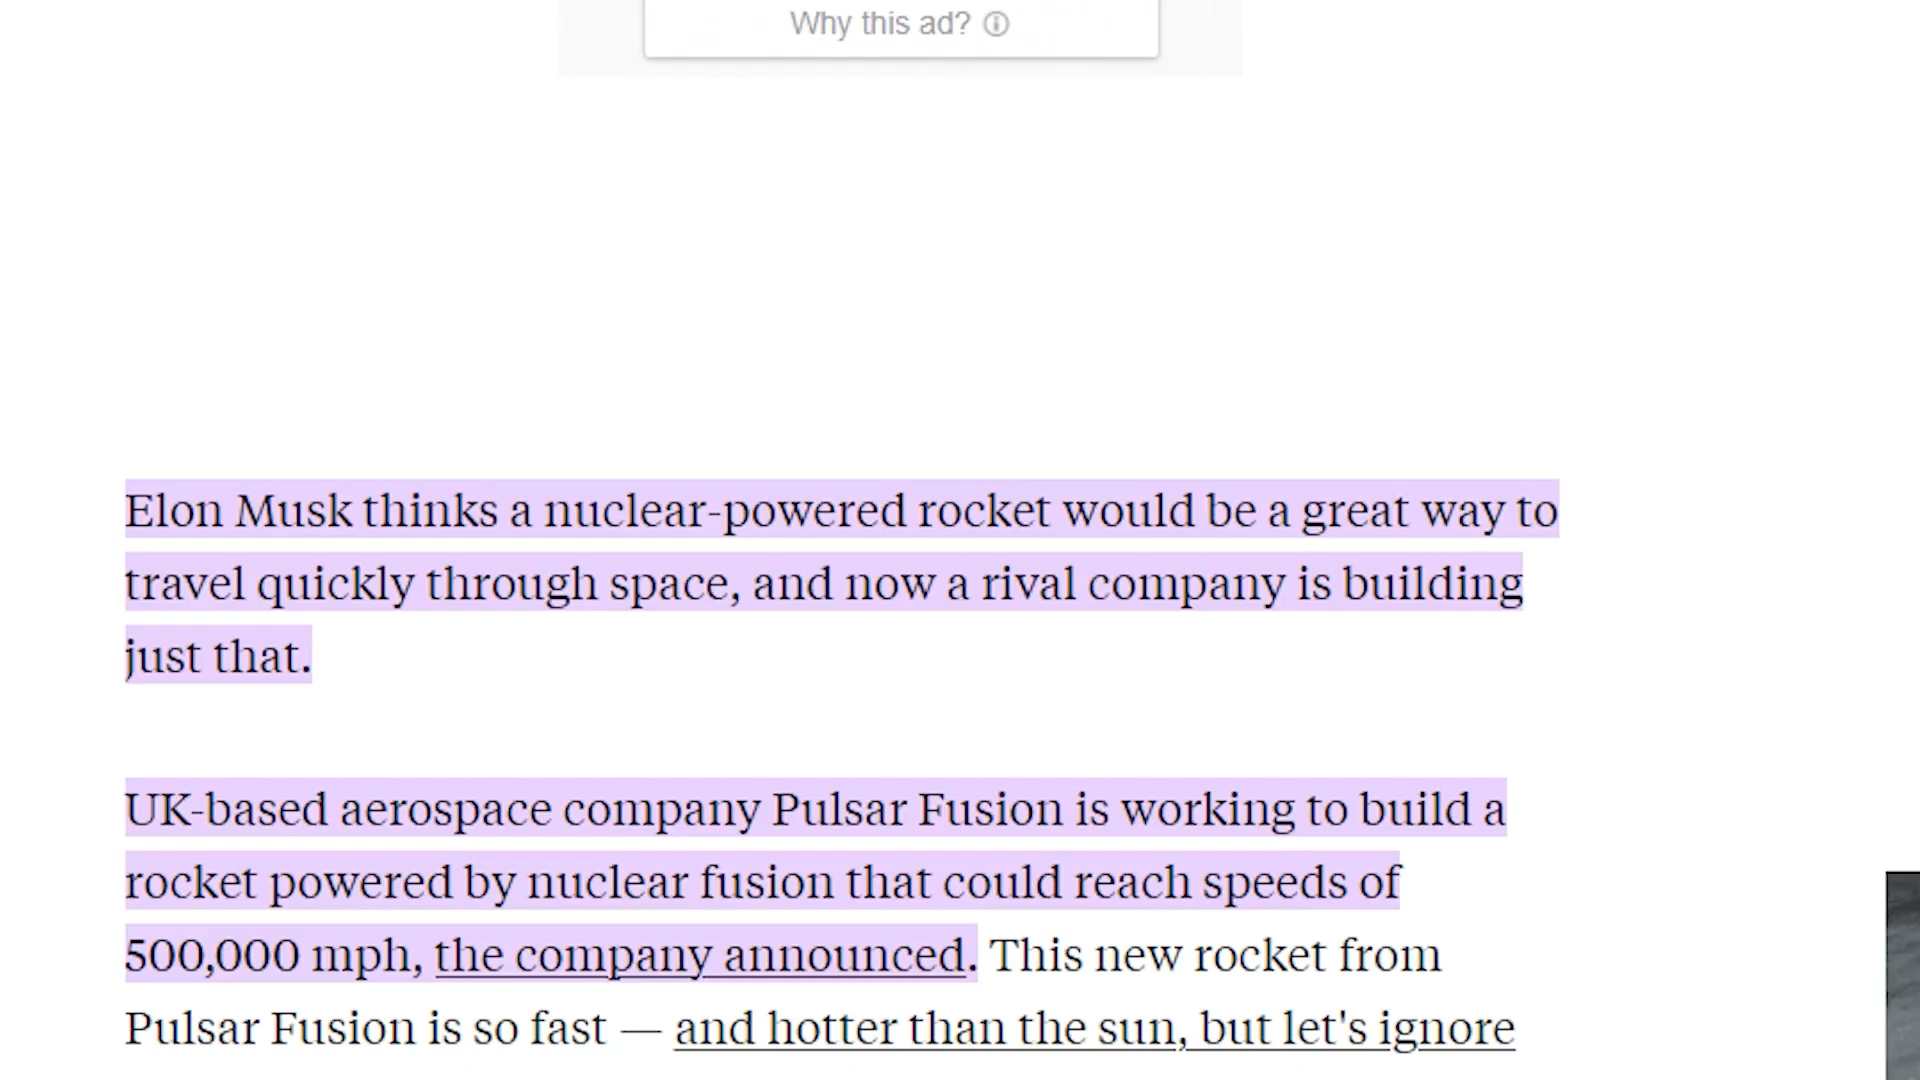 Why this ad?
Elon Musk thinks a nuclear-powered rocket would be a great way to
travel quickly through space, and now a rival company is building
just that.
UK-based aerospace company Pulsar Fusion is working to build a
rocket powered by nuclear fusion that could reach speeds of
500,000 mph, the company announced. This new rocket from
Pulsar Fusion is so fast — and hotter than the sun, but let's ignore